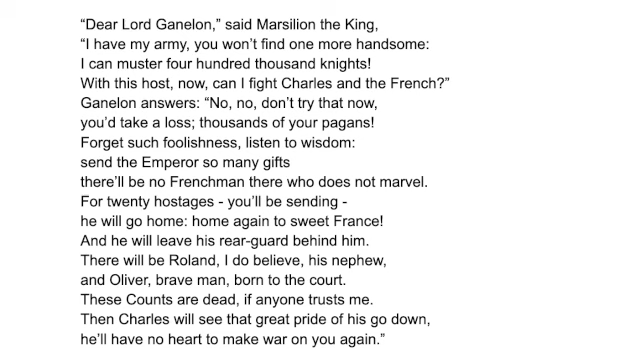 “Dear Lord Ganelon,” said Marsilion the King,
“I have my army, you won’t find one more handsome:
I can muster four hundred thousand knights!
With this host, now, can I fight Charles and the French?”
Ganelon answers: “No, no, don’t try that now,
you’d take a loss; thousands of your pagans!
Forget such foolishness, listen to wisdom:
send the Emperor so many gifts
there’ll be no Frenchman there who does not marvel.
For twenty hostages - you’ll be sending -
he will go home: home again to sweet France!
And he will leave his rear-guard behind him.
There will be Roland, I do believe, his nephew,
and Oliver, brave man, born to the court.
These Counts are dead, if anyone trusts me.
Then Charles will see that great pride of his go down,
he’ll have no heart to make war on you again.”